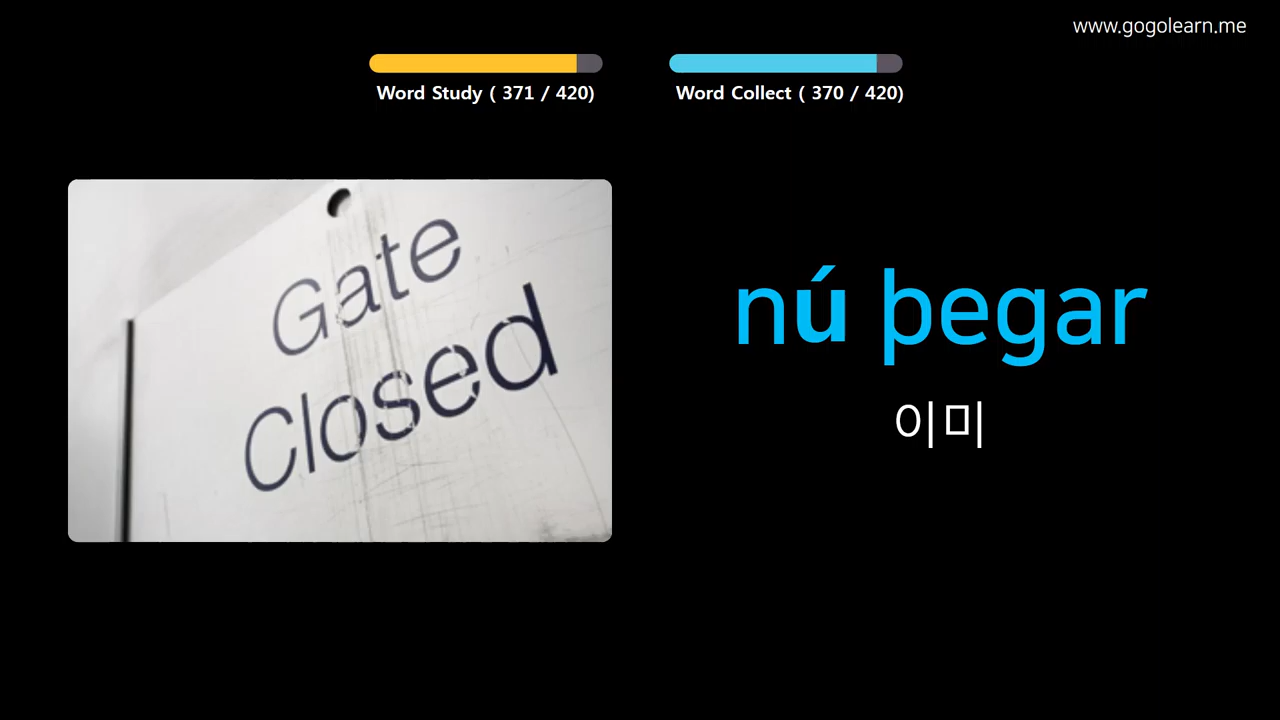 www.gogolearn.me
Word Study ( 371 / 420)
Word Collect ( 370 / 420)
Gate
Closed
nú þegar
이미